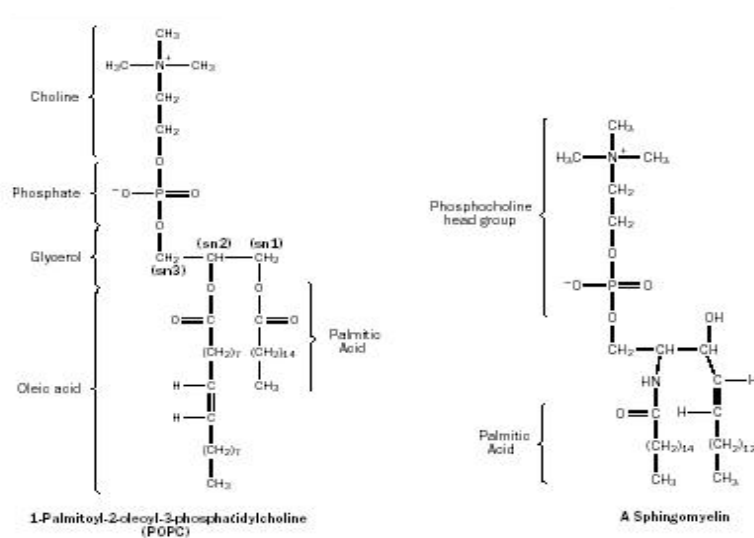 CH₃
H₃C—N⁺—CH₃
Choline
CH₂
CH₂
O
Phosphate
⁻O—P=O
O
(sn2) (sn1)
Glycerol
CH₂—CH—CH₂
(sn3)
O O
O=C C=O
Palmitic
Acid
(CH₂)₇ (CH₂)₁₄
Oleic acid
H—C CH₃
H—C
(CH₂)₇
CH₃
1-Palmitoyl-2-oleoyl-3-phosphatidylcholine
(POPC)
CH₃
H₃C—N⁺—CH₃
CH₂
Phosphocholine
head group
CH₂
O
⁻O—P=O
O OH
CH₂—CH—CH
HN C—H
O=C H—C
Palmitic
Acid
(CH₂)₁₄ (CH₂)₁₂
CH₃ CH₃
A Sphingomyelin